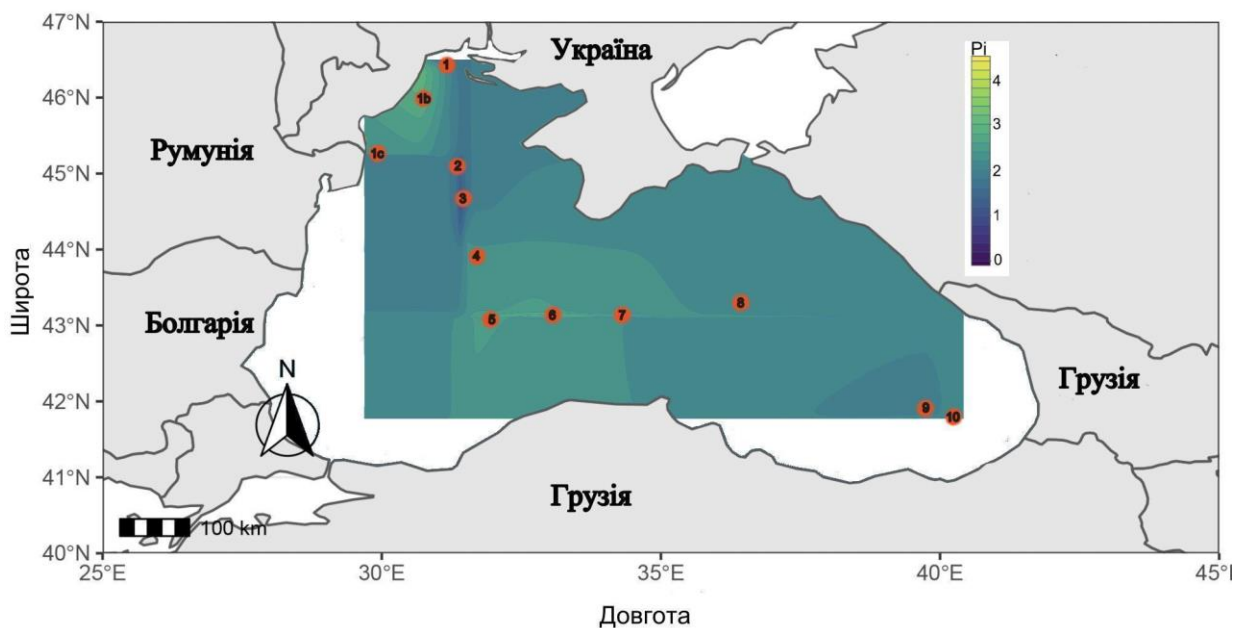 47°N
46°N
45°N
44°N
43°N
42°N
41°N
40°N
25°E
30°E
35°E
40°E
45°I
Широта
Довгота
Україна
Румунія
Болгарія
Грузія
Грузія
Pi
4
3
2
1
0
1
1b
1c
2
3
4
5
6
7
8
9
10
N
100 km